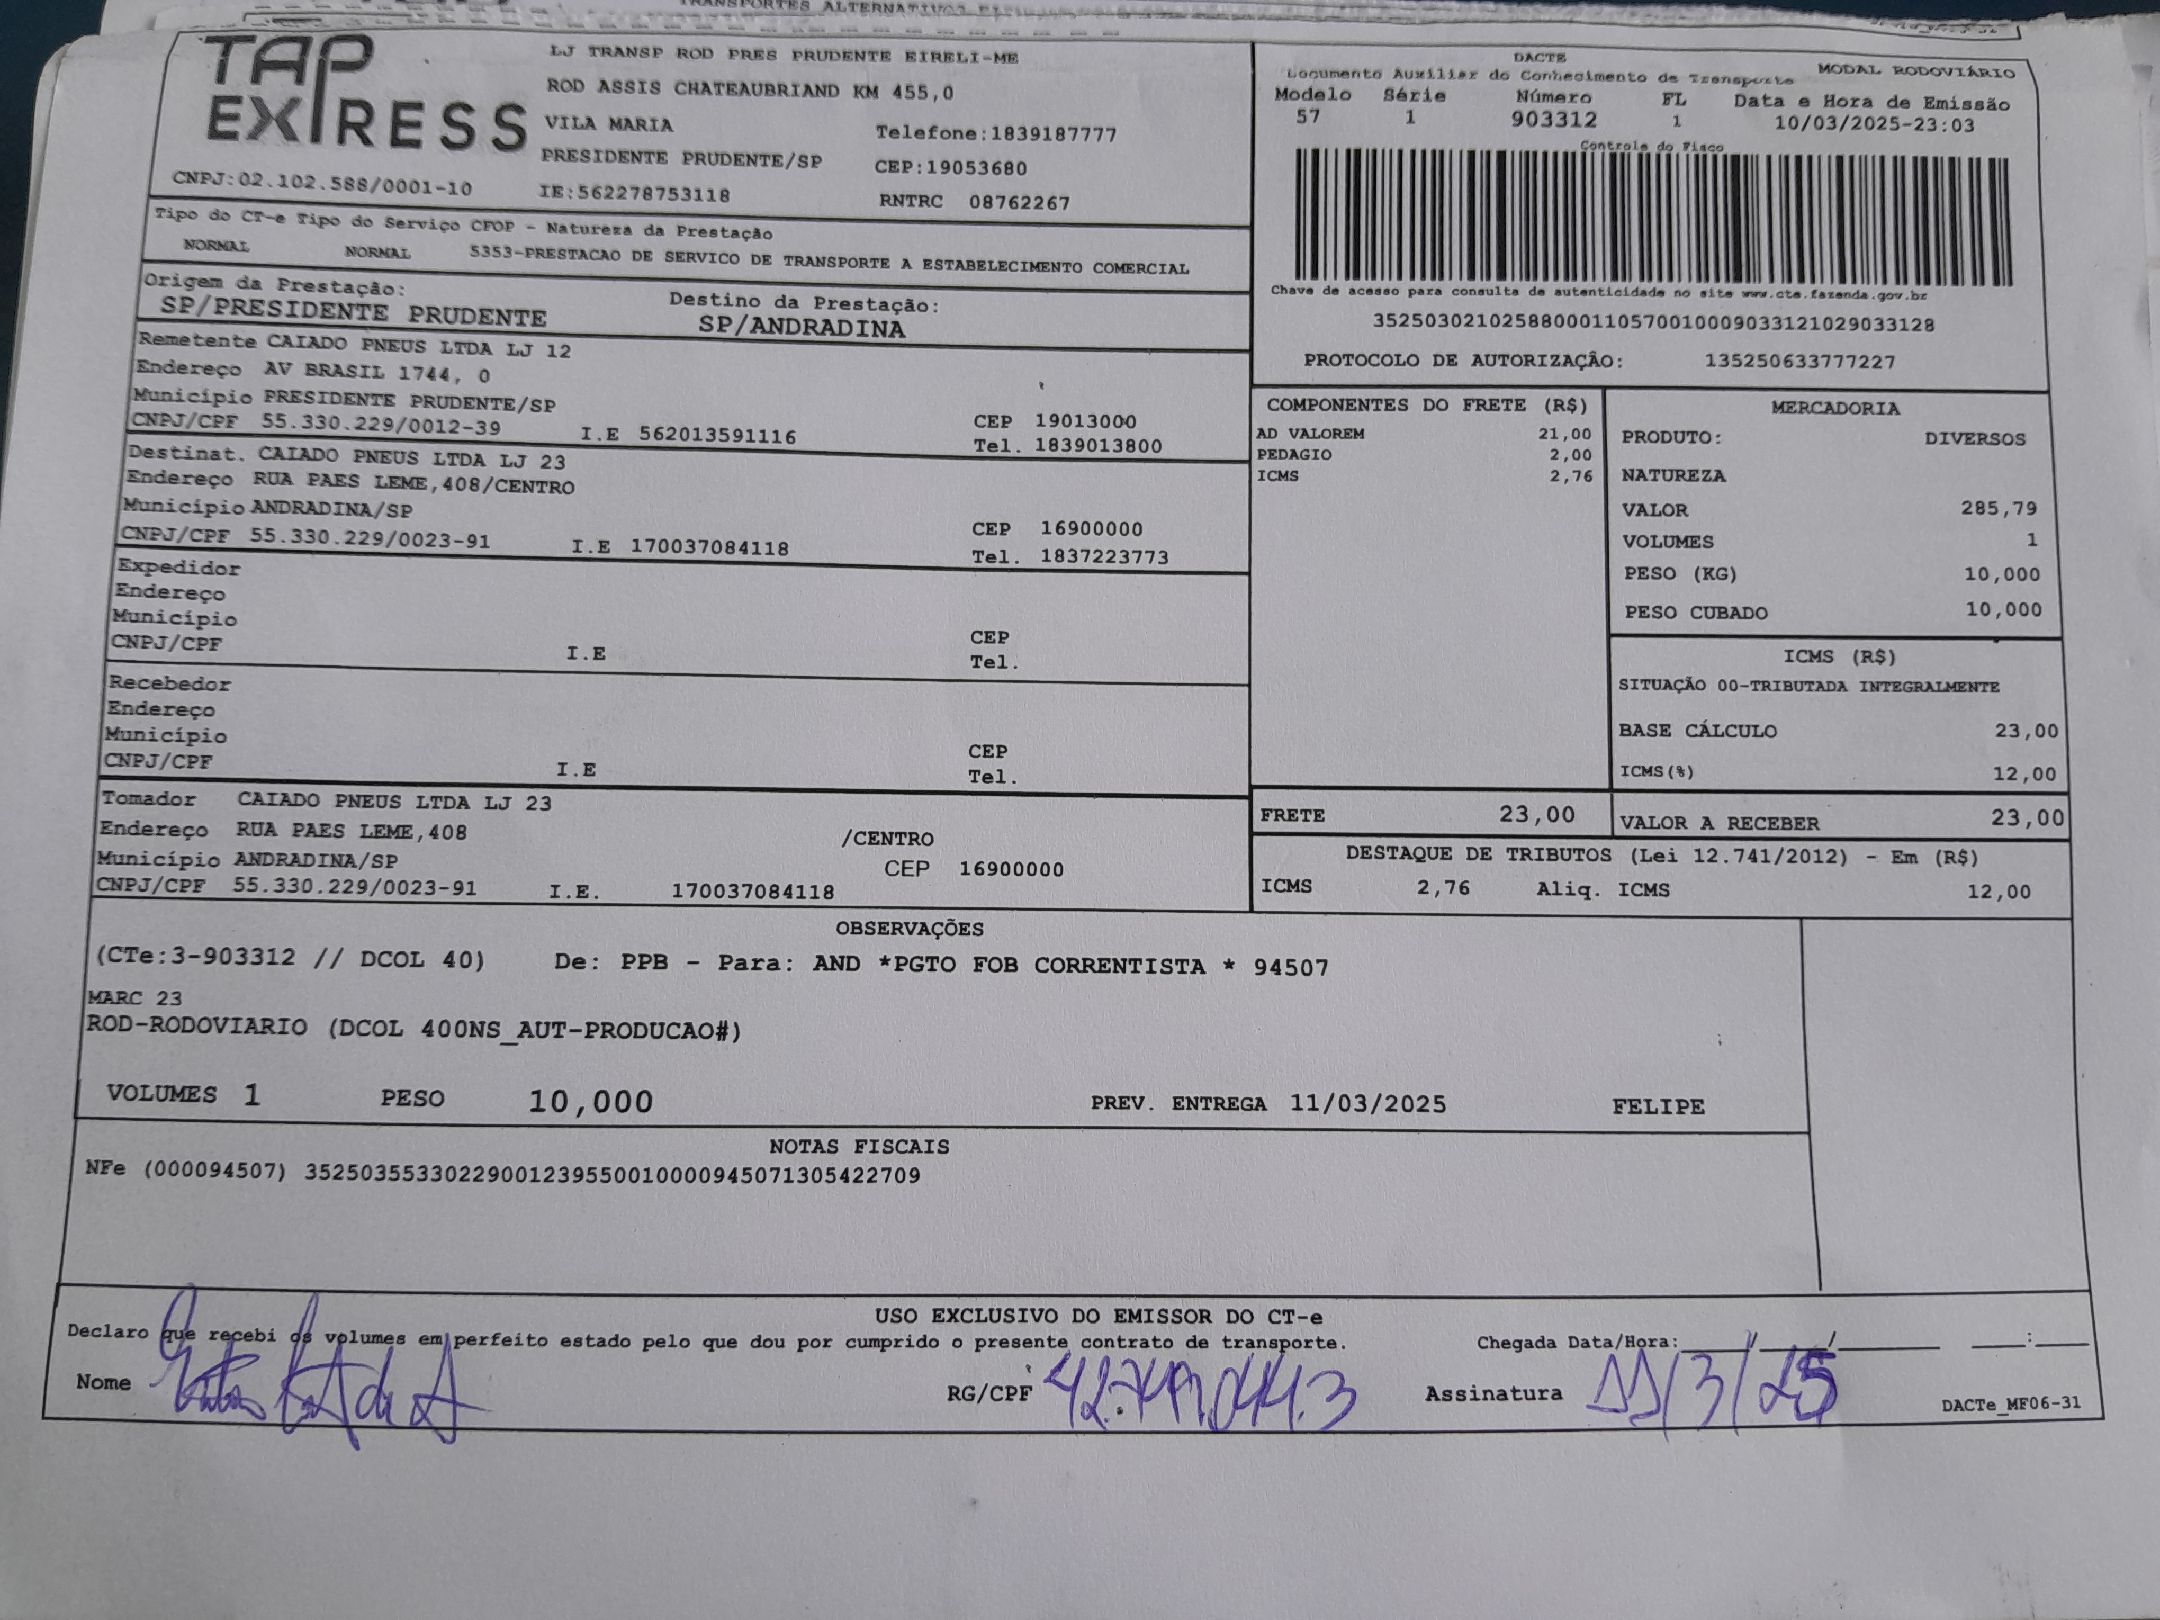 TRANSPORTES ALTERNATIVOS
TAP EXPRESS
CNPJ:02.102.588/0001-10
LJ TRANSP ROD PRES PRUDENTE EIRELI-ME
ROD ASSIS CHATEAUBRIAND KM 455,0
VILA MARIA Telefone:1839187777
PRESIDENTE PRUDENTE/SP CEP:19053680
IE:562278753118 RNTRC 08762267
DACTE MODAL RODOVIÁRIO
Documento Auxiliar do Conhecimento de Transporte
Modelo Série Número FL Data e Hora de Emissão
57 1 903312 1 10/03/2025-23:03
Controle do Fisco
Chave de acesso para consulta de autenticidade no site www.cte.fazenda.gov.br
35250302102588000110570010009033121029033128
PROTOCOLO DE AUTORIZAÇÃO: 135250633777227
Tipo do CT-e Tipo do Serviço CFOP - Natureza da Prestação
NORMAL NORMAL 5353-PRESTACAO DE SERVICO DE TRANSPORTE A ESTABELECIMENTO COMERCIAL
Origem da Prestação: Destino da Prestação:
SP/PRESIDENTE PRUDENTE SP/ANDRADINA
Remetente CAIADO PNEUS LTDA LJ 12
Endereço AV BRASIL 1744, 0
Município PRESIDENTE PRUDENTE/SP CEP 19013000
CNPJ/CPF 55.330.229/0012-39 I.E 562013591116 Tel. 1839013800
Destinat. CAIADO PNEUS LTDA LJ 23
Endereço RUA PAES LEME,408/CENTRO
Município ANDRADINA/SP CEP 16900000
CNPJ/CPF 55.330.229/0023-91 I.E 170037084118 Tel. 1837223773
Expedidor
Endereço
Município CEP
CNPJ/CPF I.E Tel.
Recebedor
Endereço
Município CEP
CNPJ/CPF I.E Tel.
Tomador CAIADO PNEUS LTDA LJ 23
Endereço RUA PAES LEME,408 /CENTRO
Município ANDRADINA/SP CEP 16900000
CNPJ/CPF 55.330.229/0023-91 I.E. 170037084118
COMPONENTES DO FRETE (R$)
AD VALOREM 21,00
PEDAGIO 2,00
ICMS 2,76
MERCADORIA
PRODUTO: DIVERSOS
NATUREZA
VALOR 285,79
VOLUMES 1
PESO (KG) 10,000
PESO CUBADO 10,000
ICMS (R$)
SITUAÇÃO 00-TRIBUTADA INTEGRALMENTE
BASE CÁLCULO 23,00
ICMS(%) 12,00
FRETE 23,00 VALOR A RECEBER 23,00
DESTAQUE DE TRIBUTOS (Lei 12.741/2012) - Em (R$)
ICMS 2,76 Aliq. ICMS 12,00
OBSERVAÇÕES
(CTe:3-903312 // DCOL 40) De: PPB - Para: AND *PGTO FOB CORRENTISTA * 94507
MARC 23
ROD-RODOVIARIO (DCOL 400NS_AUT-PRODUCAO#)
VOLUMES 1 PESO 10,000 PREV. ENTREGA 11/03/2025 FELIPE
NOTAS FISCAIS
NFe (000094507) 35250355330229001239550010000945071305422709
USO EXCLUSIVO DO EMISSOR DO CT-e
Declaro que recebi os volumes em perfeito estado pelo que dou por cumprido o presente contrato de transporte. Chegada Data/Hora:____/____/____ __:__
Nome RG/CPF 42.749.044.3 Assinatura 11/3/25
DACTe_MF06-31